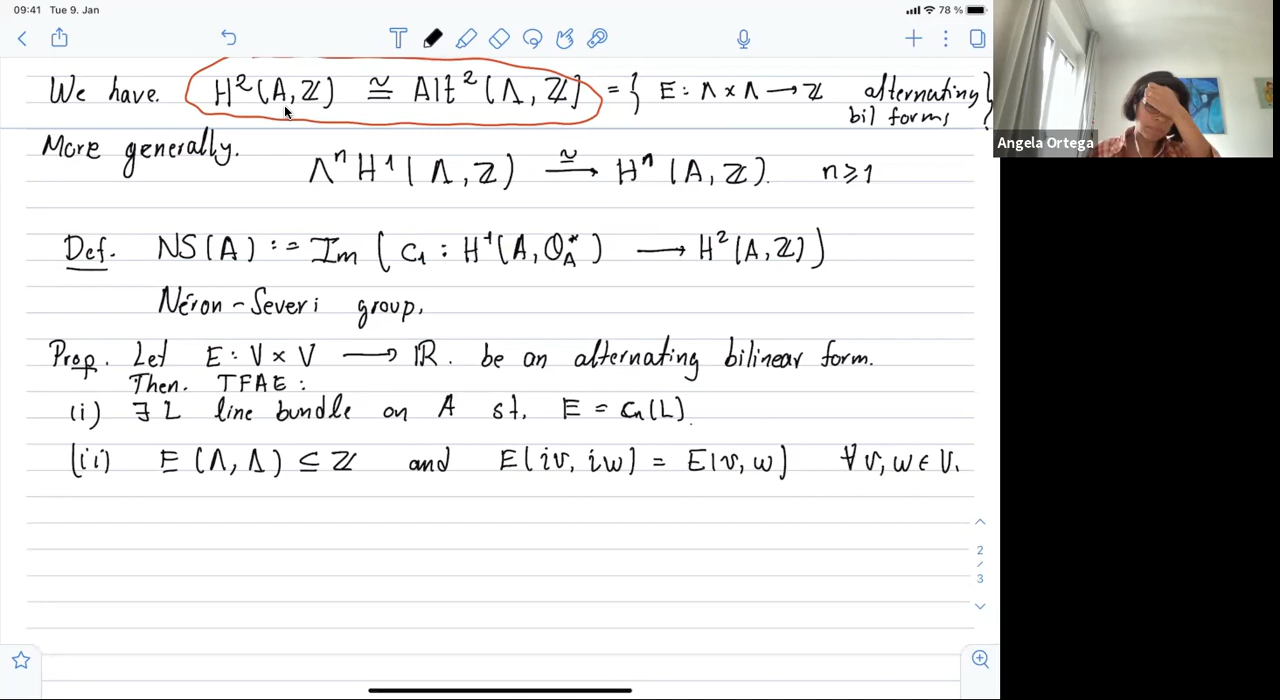 09:41 Tue 9. Jan 78 %
We have. H²(A,ℤ) ≅ Alt²(Λ,ℤ) = { E: Λ × Λ → ℤ alternating
bil forms }
More generally. Λⁿ H¹(Λ,ℤ) ≅→ Hⁿ(A,ℤ). n≥1
Def. NS(A) := Im ( c₁ : H¹(A, O_A^*) → H²(A,ℤ) )
Néron-Severi group.
Prop. Let E: V × V → ℝ. be an alternating bilinear form.
Then. TFAE:
(i) ∃ L line bundle on A st. E = c₁(L).
(ii) E(Λ,Λ) ⊆ ℤ and E(iv, iw) = E(v,w) ∀ v,w ∈ V.
2
/
3
Angela Ortega